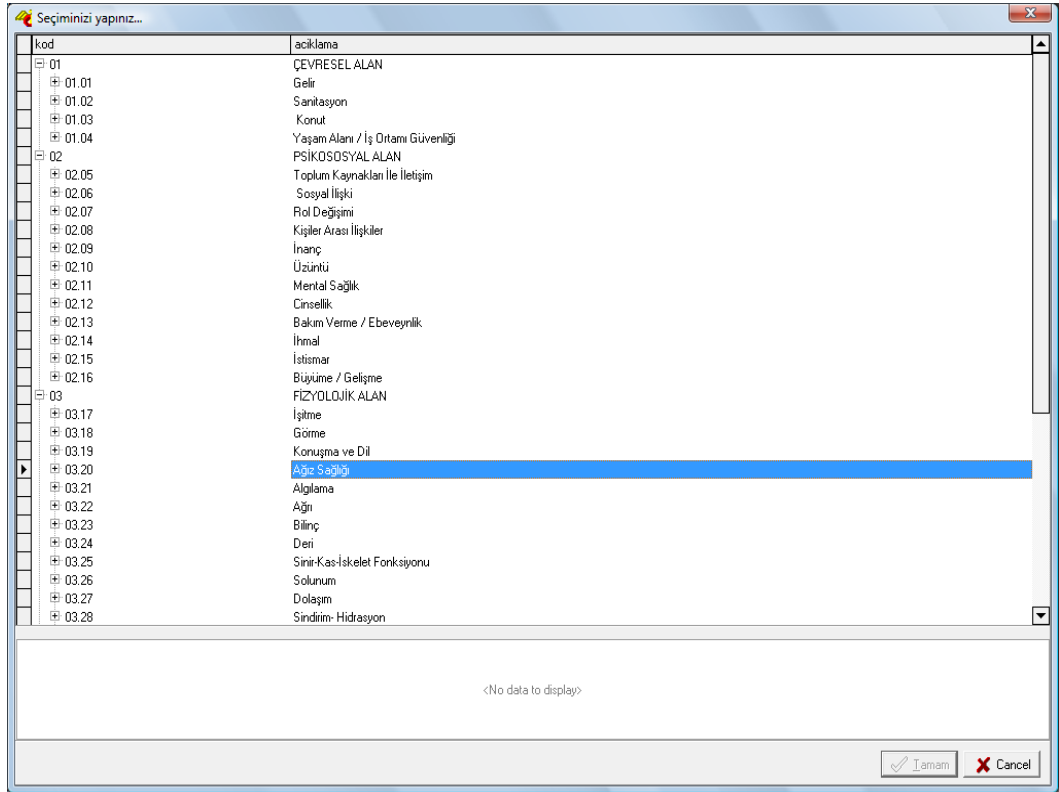 Seçiminizi yapınız...
kod aciklama
01 ÇEVRESEL ALAN
01.01 Gelir
01.02 Sanitasyon
01.03 Konut
01.04 Yaşam Alanı / İş Ortamı Güvenliği
02 PSİKOSOSYAL ALAN
02.05 Toplum Kaynakları İle İletişim
02.06 Sosyal İlişki
02.07 Rol Değişimi
02.08 Kişiler Arası İlişkiler
02.09 İnanç
02.10 Üzüntü
02.11 Mental Sağlık
02.12 Cinsellik
02.13 Bakım Verme / Ebeveynlik
02.14 İhmal
02.15 İstismar
02.16 Büyüme / Gelişme
03 FİZYOLOJİK ALAN
03.17 İşitme
03.18 Görme
03.19 Konuşma ve Dil
03.20 Ağız Sağlığı
03.21 Algılama
03.22 Ağrı
03.23 Bilinç
03.24 Deri
03.25 Sinir-Kas-İskelet Fonksiyonu
03.26 Solunum
03.27 Dolaşım
03.28 Sindirim- Hidrasyon
<No data to display>
Tamam Cancel